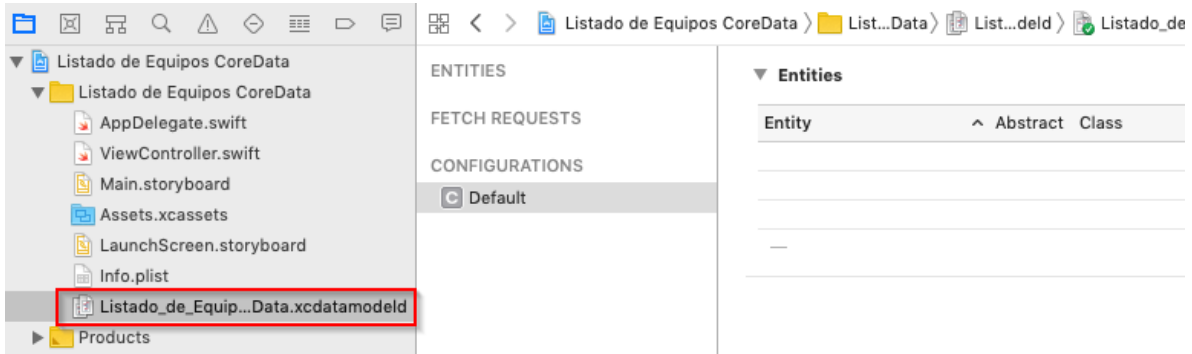 Listado de Equipos CoreData 〉 List...Data〉 List...deld 〉 Listado_de
Listado de Equipos CoreData
Listado de Equipos CoreData
AppDelegate.swift
ViewController.swift
Main.storyboard
Assets.xcassets
LaunchScreen.storyboard
Info.plist
Listado_de_Equip...Data.xcdatamodeld
Products
ENTITIES
FETCH REQUESTS
CONFIGURATIONS
C Default
Entities
Entity Abstract Class